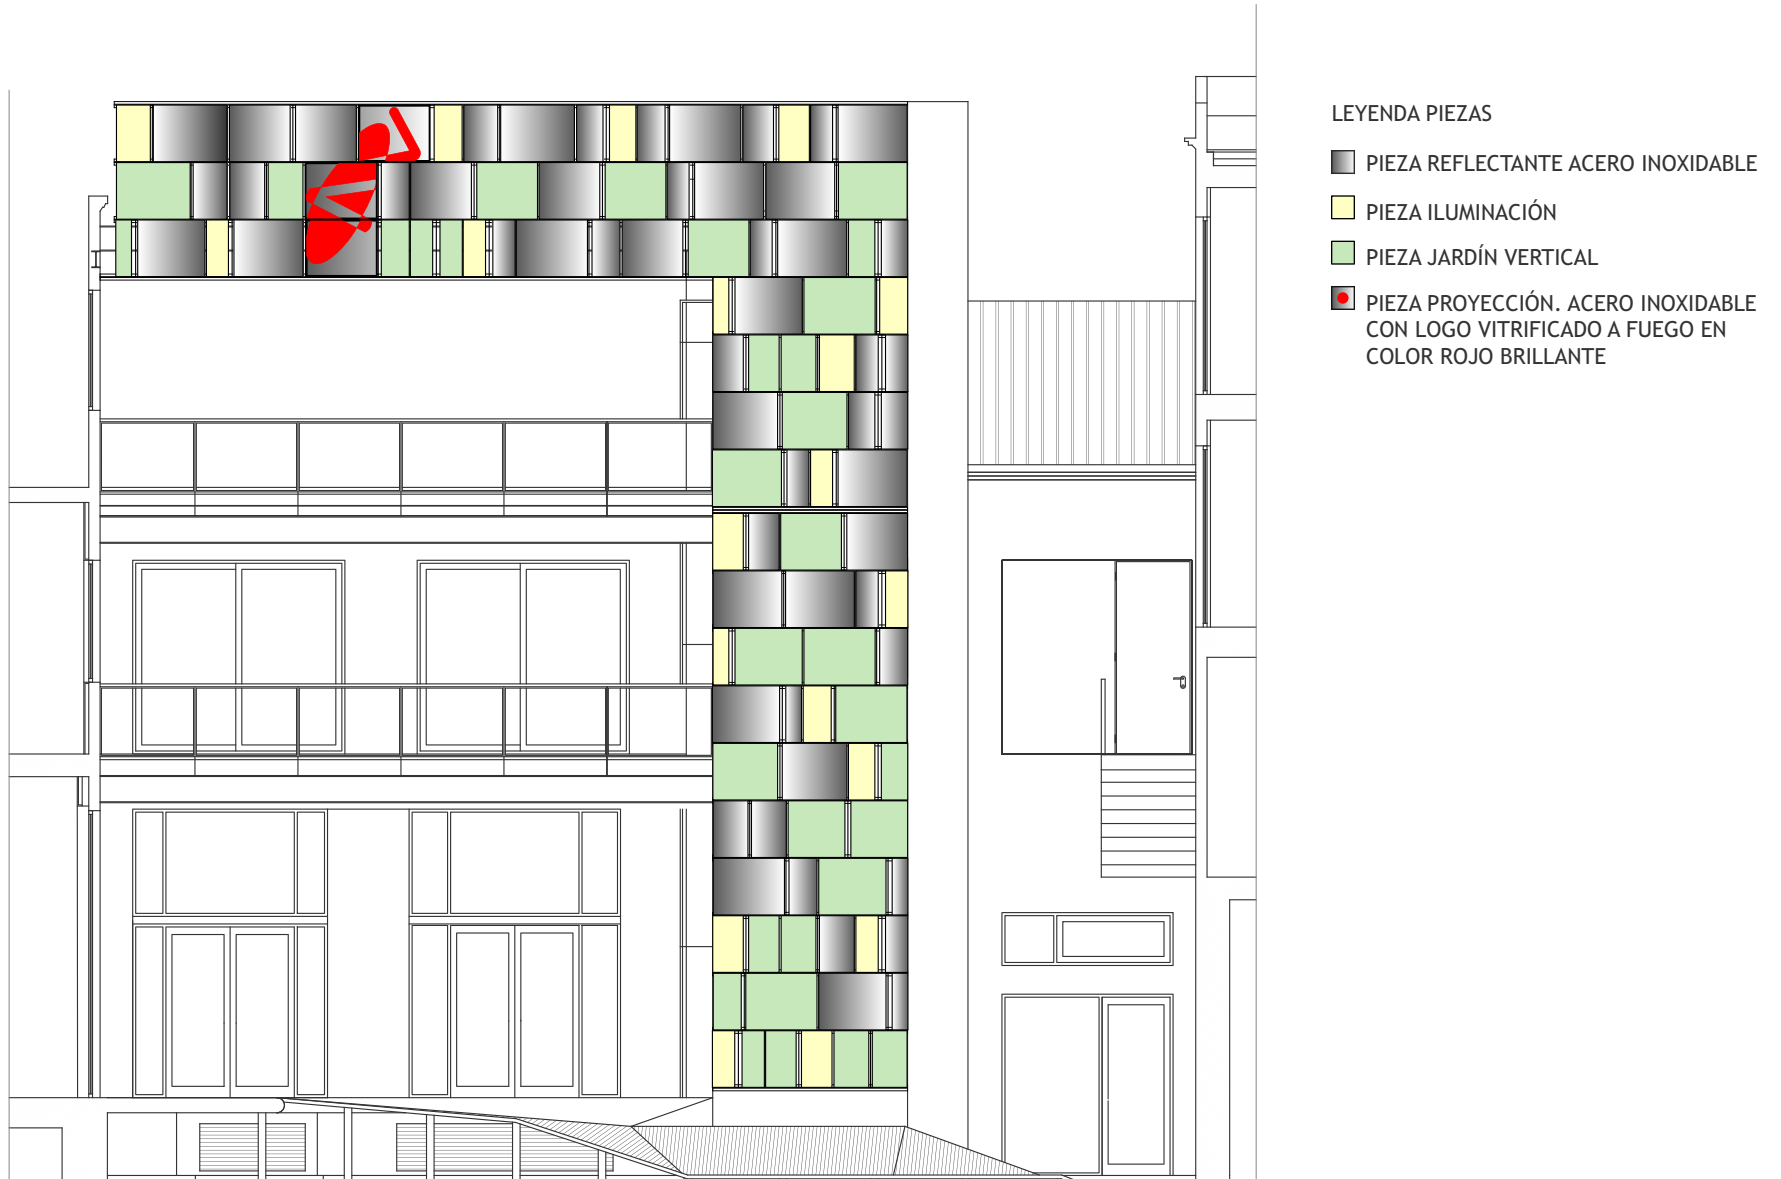 LEYENDA PIEZAS
PIEZA REFLECTANTE ACERO INOXIDABLE
PIEZA ILUMINACIÓN
PIEZA JARDÍN VERTICAL
PIEZA PROYECCIÓN. ACERO INOXIDABLE
CON LOGO VITRIFICADO A FUEGO EN
COLOR ROJO BRILLANTE